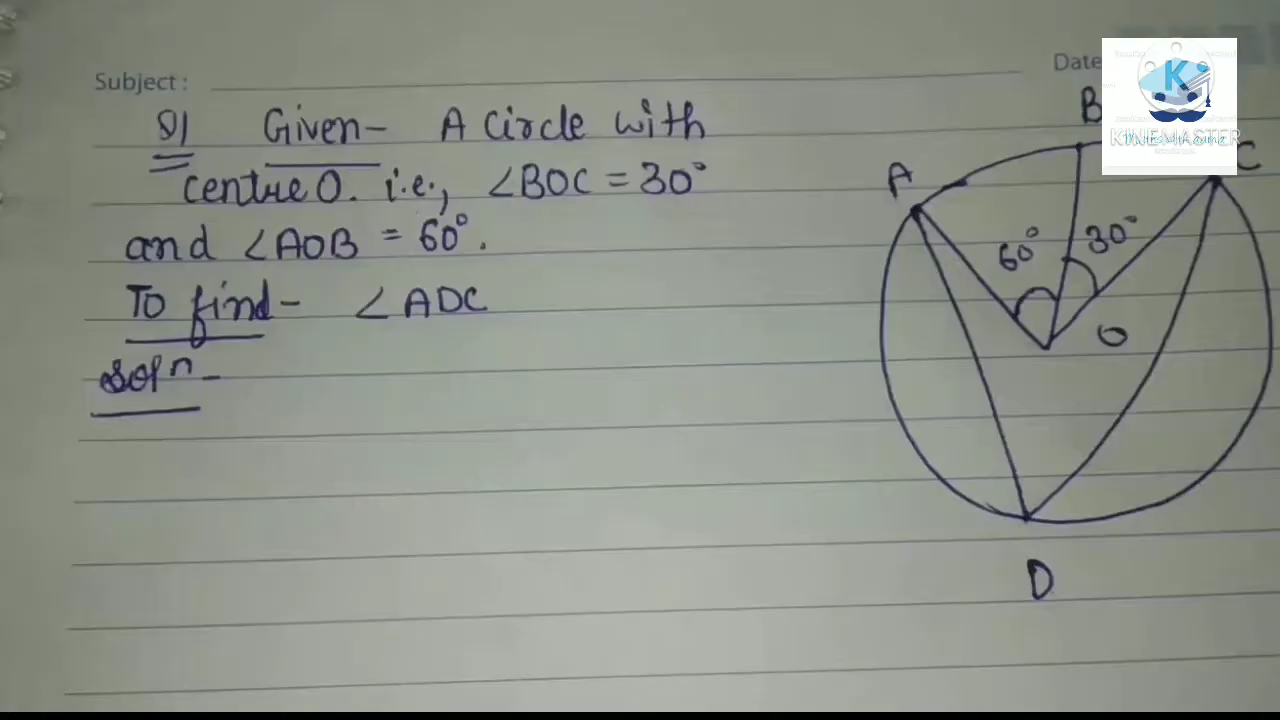 Subject :
Date
Q1 Given- A Circle with
centre O. i.e., ∠BOC = 30°
and ∠AOB = 60°.
To find- ∠ADC
Solⁿ-
B
C
A
60°
30°
O
D
K
KINEMASTER